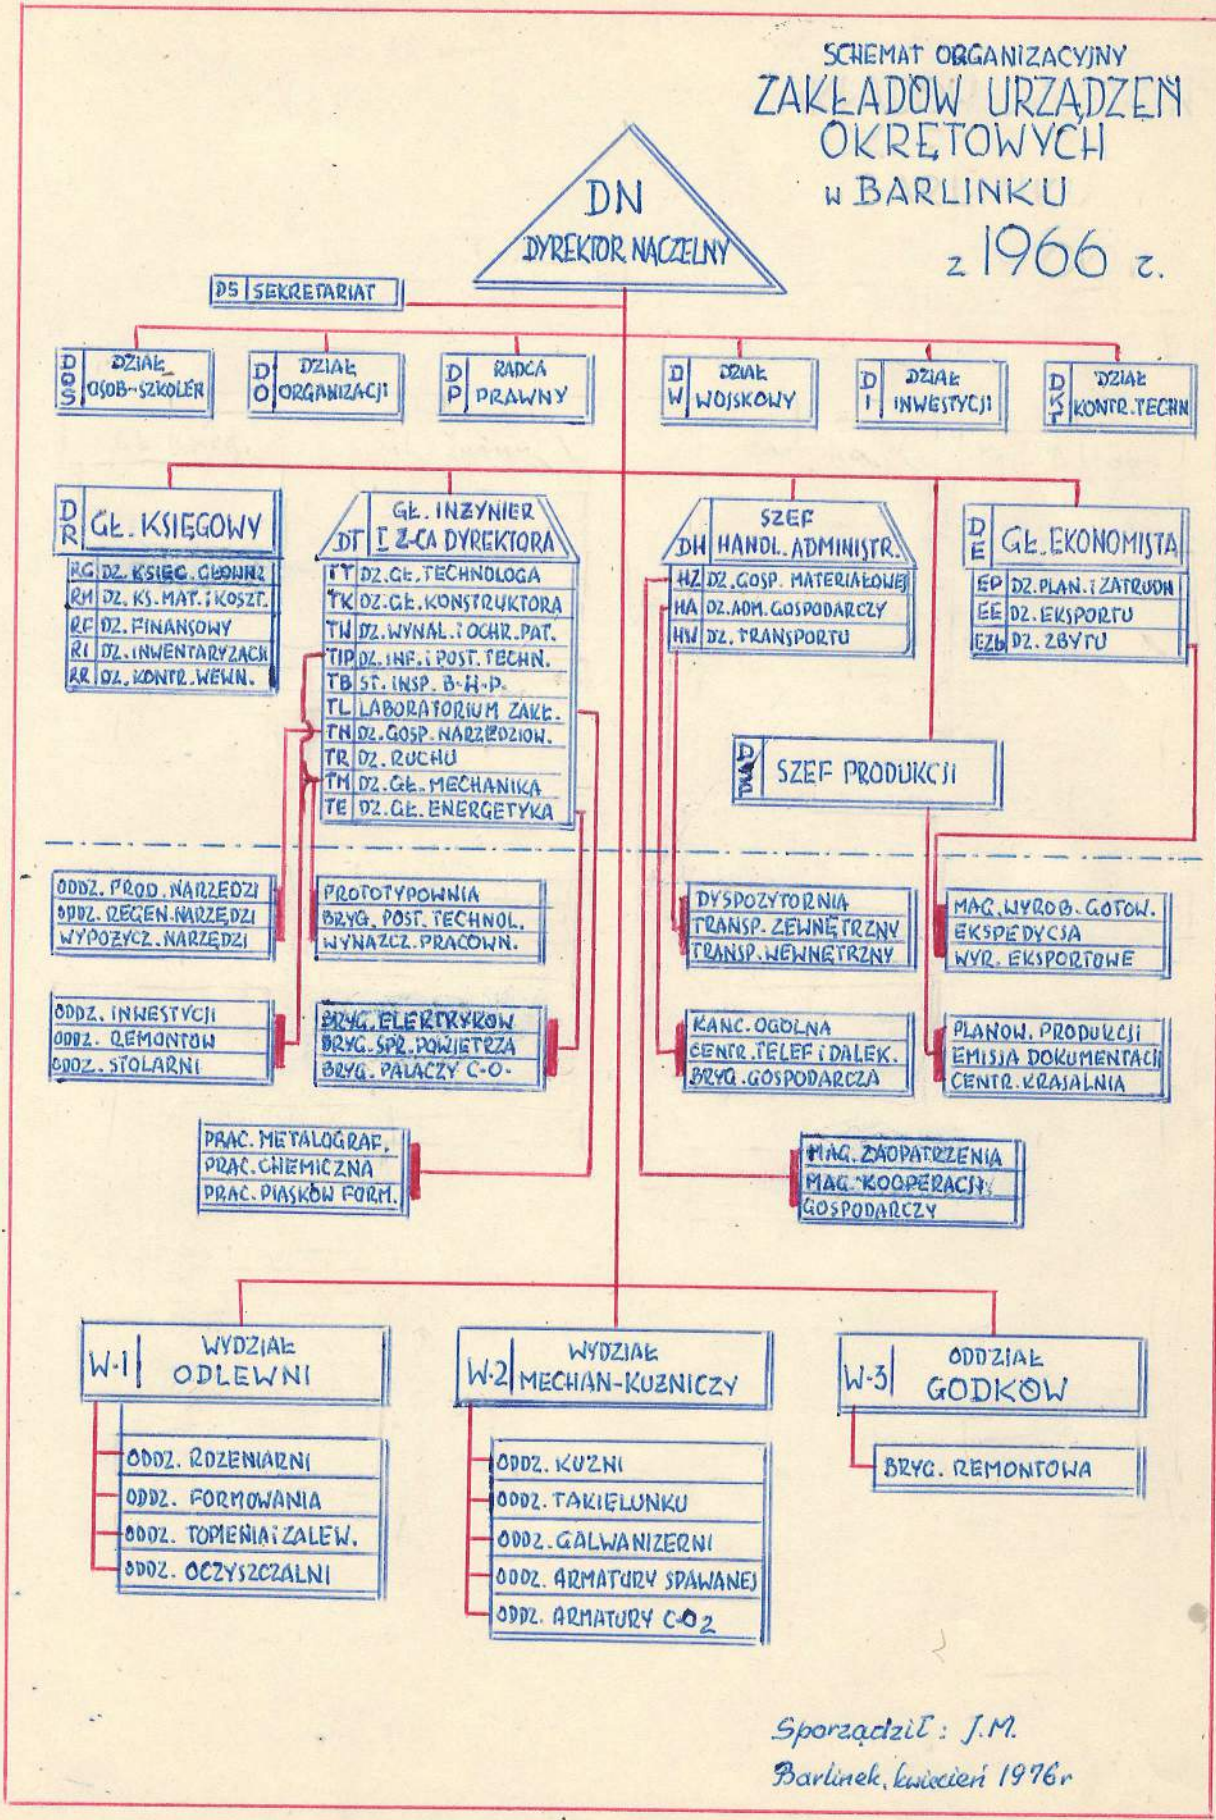 SCHEMAT ORGANIZACYJNY
ZAKŁADÓW URZĄDZEŃ
OKRĘTOWYCH
w BARLINKU
z 1966 r.
DN
DYREKTOR NACZELNY
DS SEKRETARIAT
DOS DZIAŁ
OSOB-SZKOLEŃ
DO DZIAŁ
ORGANIZACJI
DP RADCA
PRAWNY
DW DZIAŁ
WOJSKOWY
DI DZIAŁ
INWESTYCJI
DKT DZIAŁ
KONTR.TECHN
DR GŁ. KSIĘGOWY
RG DZ. KSIĘG. GŁÓWN
RM DZ. KS. MAT. i KOSZT.
RF DZ. FINANSOWY
RI DZ. INWENTARYZACJI
RR DZ. KONTR. WEWN.
GŁ. INŻYNIER
DT I Z-CA DYREKTORA
TT DZ. GŁ. TECHNOLOGA
TK DZ. GŁ. KONSTRUKTORA
TW DZ. WYNAL. i OCHR. PAT.
TIP DZ. INF. i POST. TECHN.
TB ST. INSP. B-H-P.
TL LABORATORIUM ZAKŁ.
TN DZ. GOSP. NARZĘDZIOW.
TR DZ. RUCHU
TM DZ. GŁ. MECHANIKA
TE DZ. GŁ. ENERGETYKA
SZEF
DH HANDL. ADMINISTR.
HZ DZ. GOSP. MATERIAŁOWEJ
HA DZ. ADM. GOSPODARCZY
HW DZ. TRANSPORTU
DE GŁ. EKONOMISTA
EP DZ. PLAN. i ZATRUDN
EE DZ. EKSPORTU
EZb DZ. ZBYTU
SZEF PRODUKCJI
ODDZ. PROD. NARZĘDZI
ODDZ. REGEN. NARZĘDZI
WYPOŻYCZ. NARZĘDZI
PROTOTYPOWNIA
BRYG. POST. TECHNOL.
WYNAZCZ. PRACOWN.
DYSPOZYTORNIA
TRANSP. ZEWNĘTRZNY
TRANSP. WEWNĘTRZNY
MAG. WYROB. GOTOW.
EKSPEDYCJA
WYR. EKSPORTOWE
ODDZ. INWESTYCJI
ODDZ. REMONTÓW
ODDZ. STOLARNI
BRYG. ELEKTRYKÓW
BRYG. SPR. POWIETRZA
BRYG. PALACZY C-O-
KANC. OGÓLNA
CENTR. TELEF i DALEK.
BRYG. GOSPODARCZA
PLANOW. PRODUKCJI
EMISJA DOKUMENTACJI
CENTR. KRAJALNIA
PRAC. METALOGRAF.
PRAC. CHEMICZNA
PRAC. PIASKÓW FORM.
MAG. ZAOPATRZENIA
MAG. KOOPERACJI
GOSPODARCZY
W-1 WYDZIAŁ
ODLEWNI
ODDZ. RDZENIARNI
ODDZ. FORMOWANIA
ODDZ. TOPIENIA i ZALEW.
ODDZ. OCZYSZCZALNI
W-2 WYDZIAŁ
MECHAN-KUŹNICZY
ODDZ. KUŹNI
ODDZ. TAKIELUNKU
ODDZ. GALWANIZERNI
ODDZ. ARMATURY SPAWANEJ
ODDZ. ARMATURY C-O2
W-3 ODDZIAŁ
GODKÓW
BRYG. REMONTOWA
Sporządził: J.M.
Barlinek, kwiecień 1976r